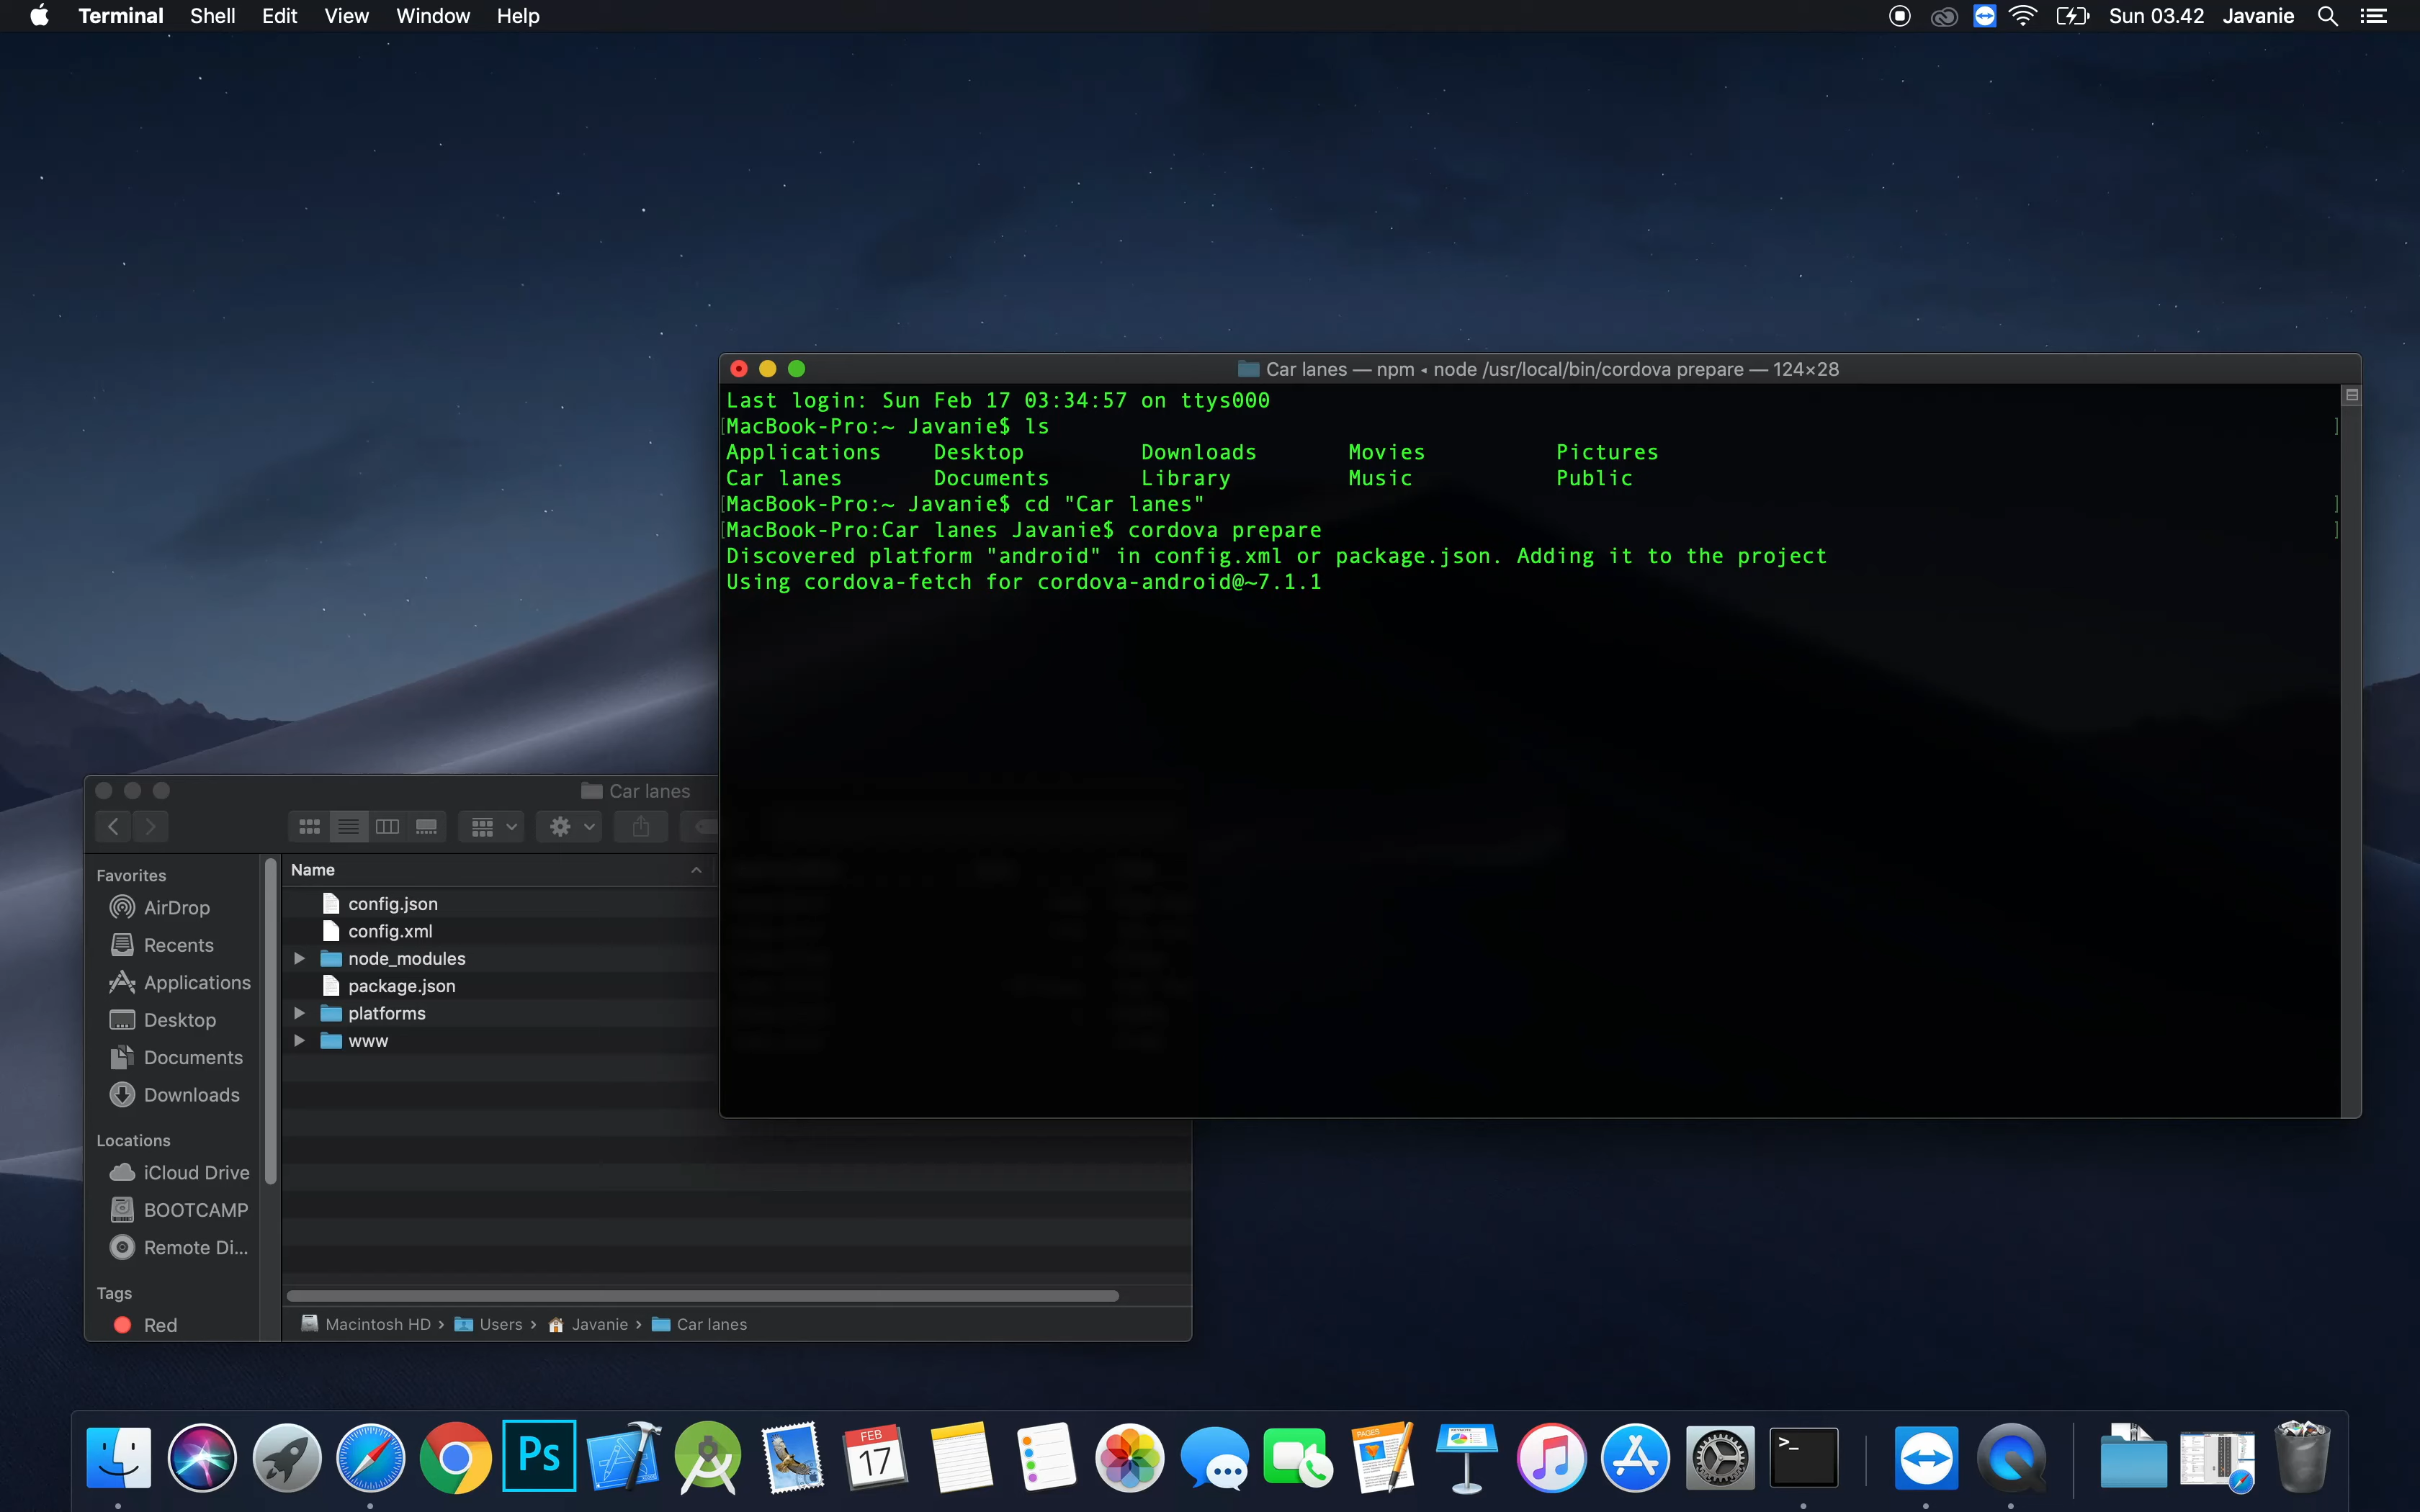 Terminal Shell Edit View Window Help Sun 03.42 Javanie
Car lanes — npm ◂ node /usr/local/bin/cordova prepare — 124×28
Last login: Sun Feb 17 03:34:57 on ttys000
[MacBook-Pro:~ Javanie$ ls ]
Applications Desktop Downloads Movies Pictures
Car lanes Documents Library Music Public
[MacBook-Pro:~ Javanie$ cd "Car lanes" ]
[MacBook-Pro:Car lanes Javanie$ cordova prepare ]
Discovered platform "android" in config.xml or package.json. Adding it to the project
Using cordova-fetch for cordova-android@~7.1.1
Car lanes
Favorites
AirDrop
Recents
Applications
Desktop
Documents
Downloads
Locations
iCloud Drive
BOOTCAMP
Remote Di...
Tags
Red
Name
config.json
config.xml
node_modules
package.json
platforms
www
Macintosh HD › Users › Javanie › Car lanes
Ps
FEB
17
PAGES
KEYNOTE
>_